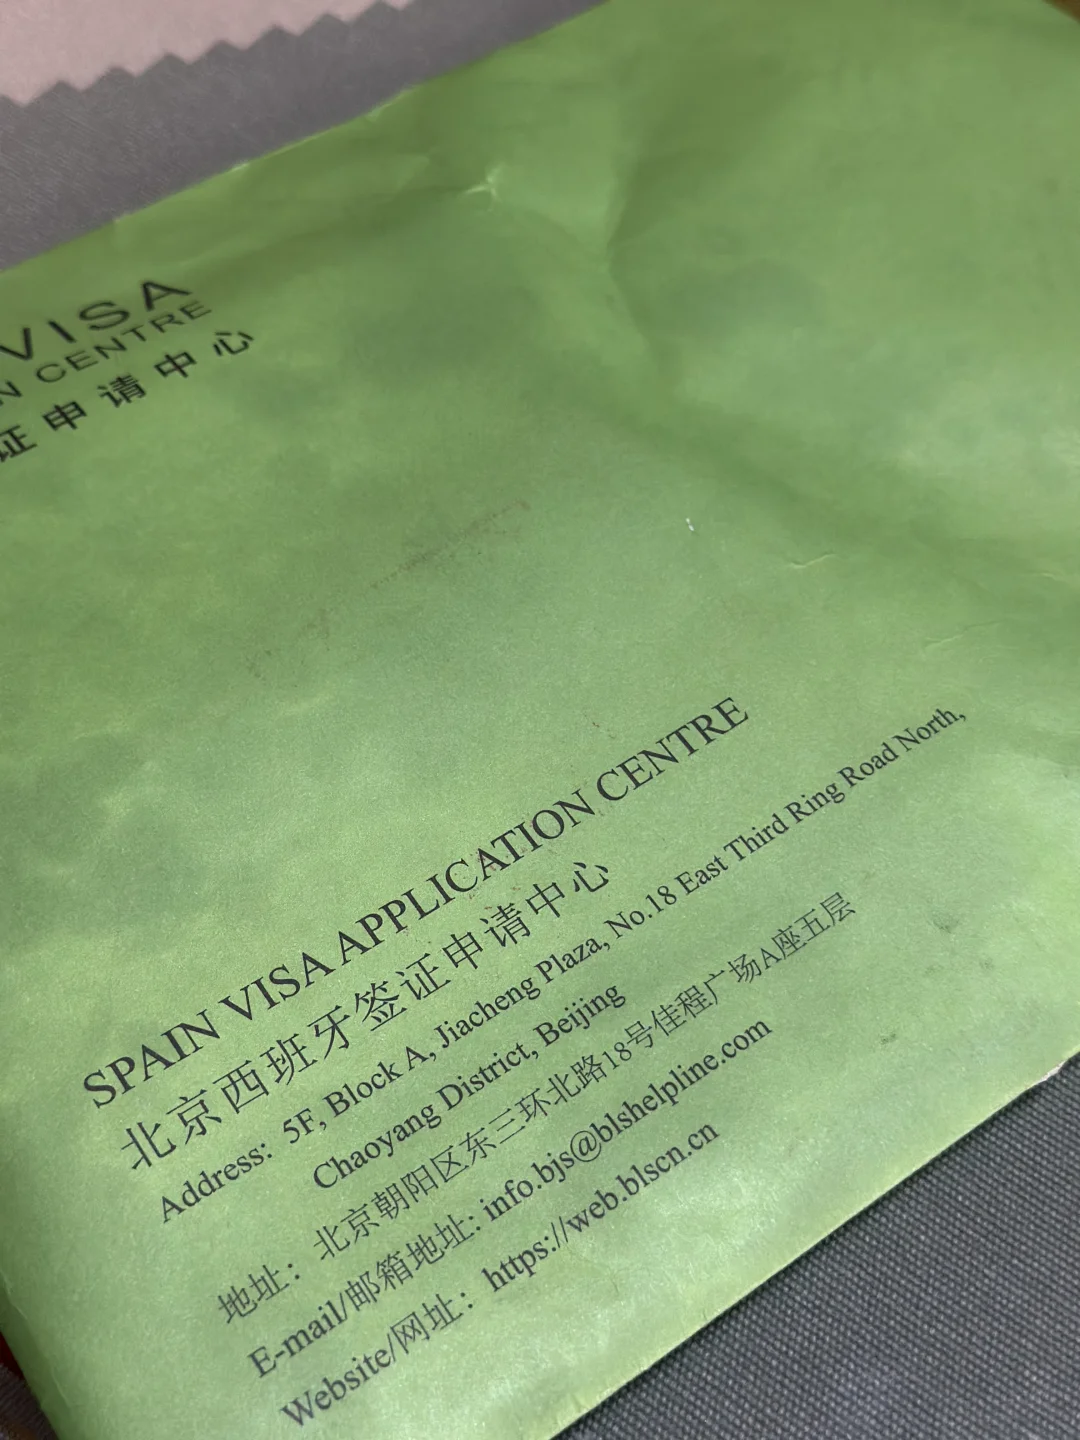 VISA
N CENTRE
证申请中心
SPAIN VISA APPLICATION CENTRE
北京西班牙签证申请中心
Address: 5F, Block A, Jiacheng Plaza, No.18 East Third Ring Road North,
Chaoyang District, Beijing
地址：北京朝阳区东三环北路18号佳程广场A座五层
E-mail/邮箱地址: info.bjs@blshelpline.com
Website/网址：https://web.blscn.cn